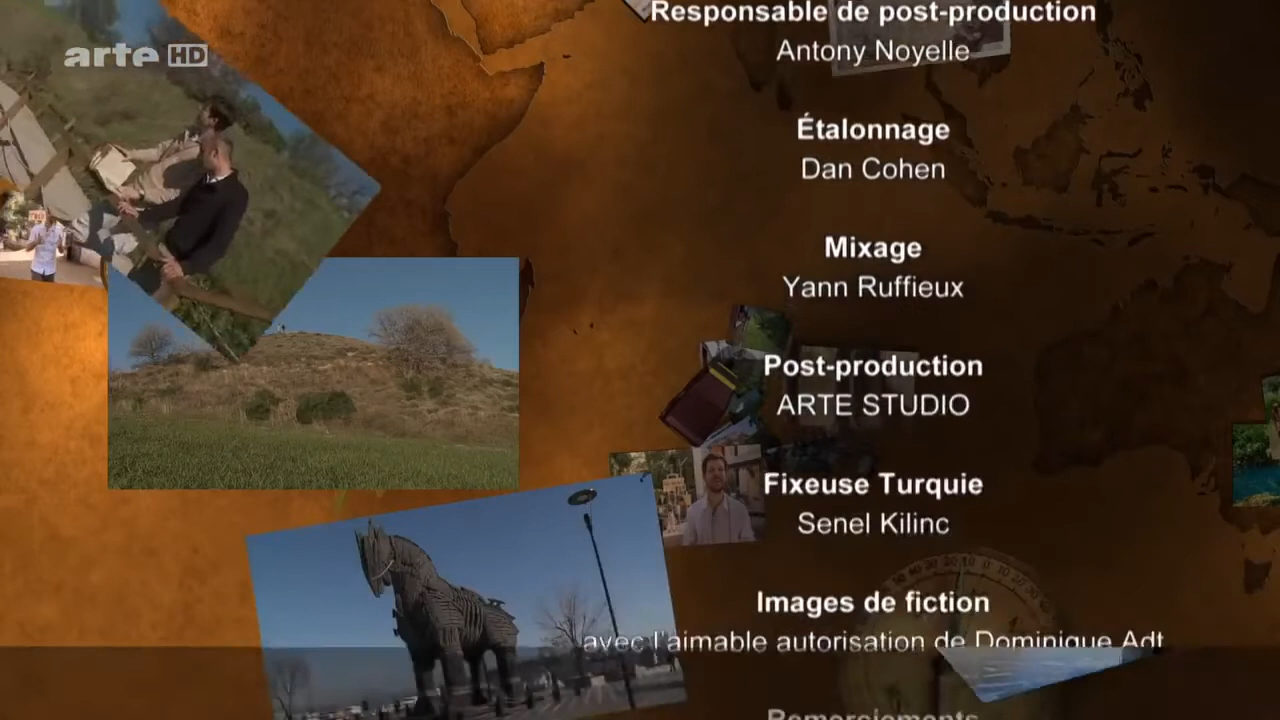 arte HD
Responsable de post-production
Antony Noyelle
Étalonnage
Dan Cohen
Mixage
Yann Ruffieux
Post-production
ARTE STUDIO
Fixeuse Turquie
Senel Kilinc
Images de fiction
avec l'aimable autorisation de Dominique Adt
Remerciements